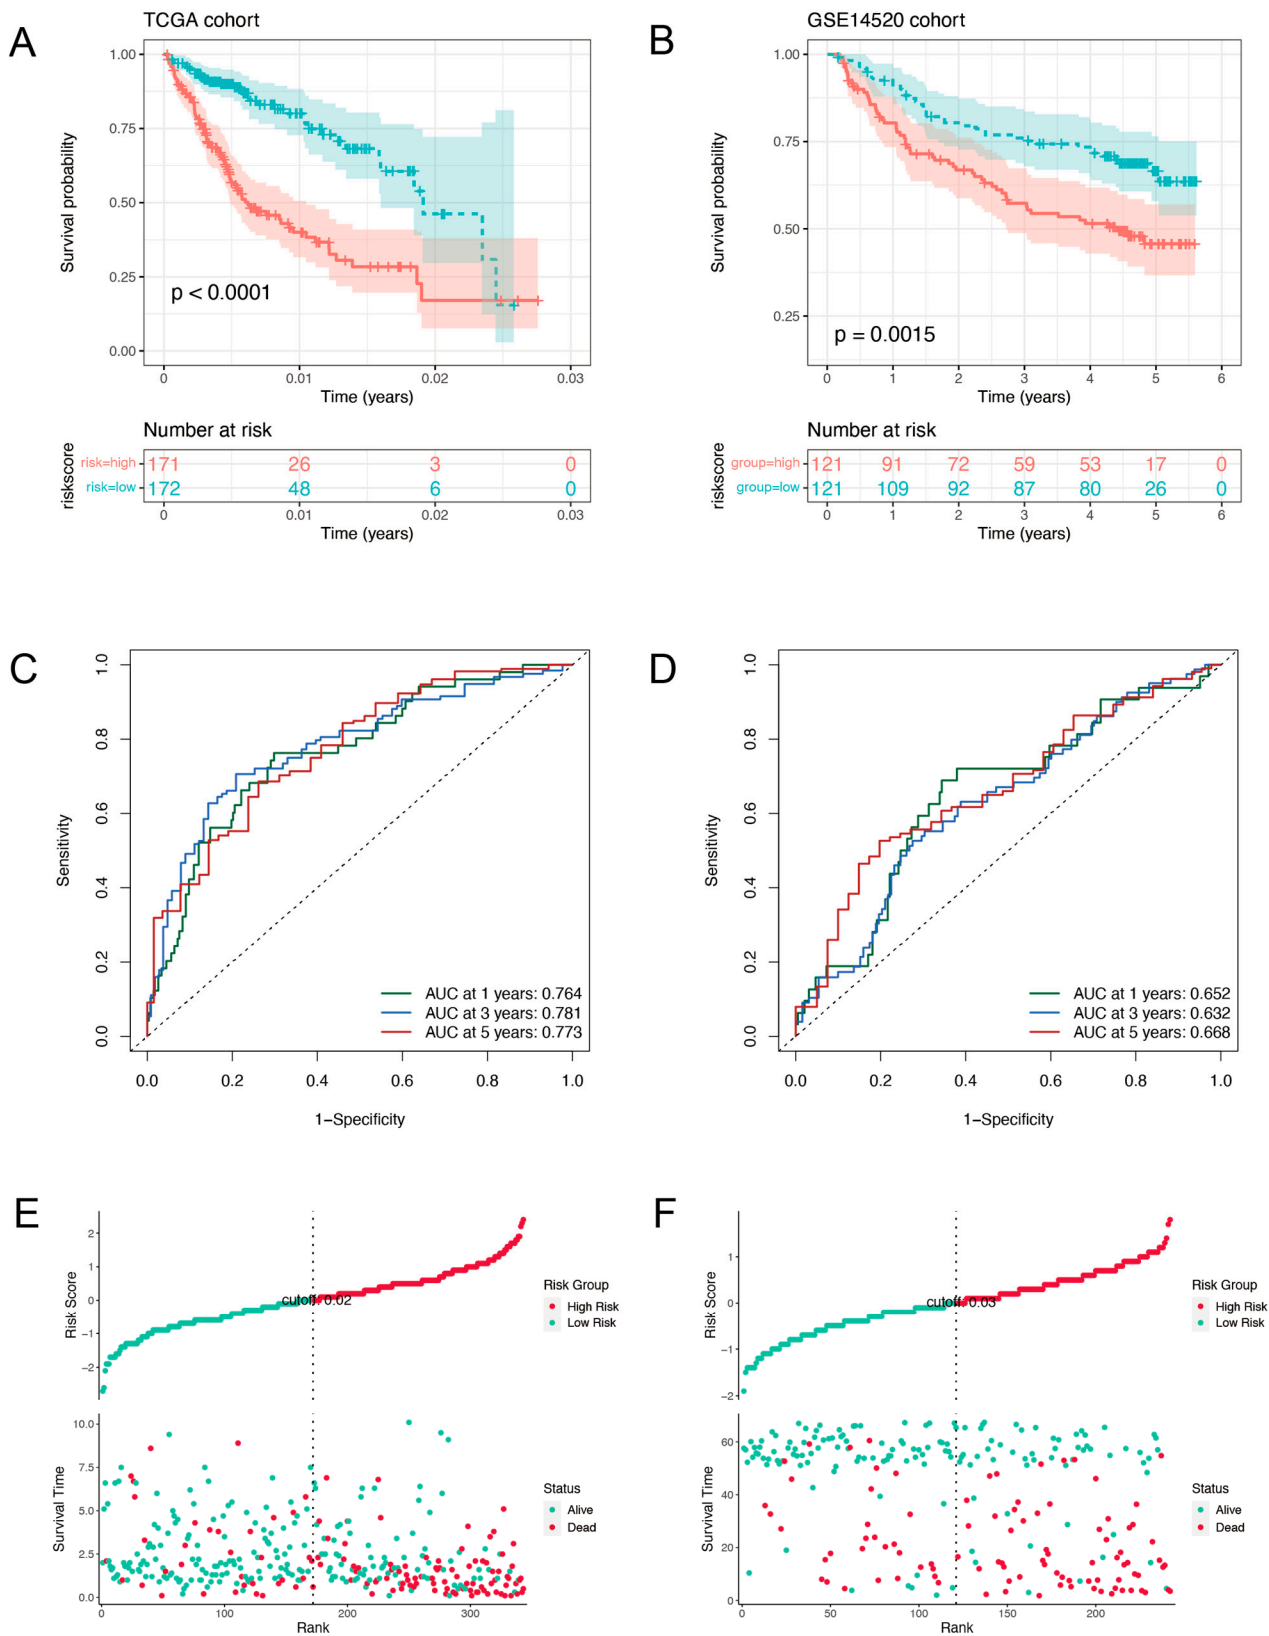 A
TCGA cohort
1.00
0.75
0.50
0.25
0.00
Survival probability
p < 0.0001
0 0.01 0.02 0.03
Time (years)
Number at risk
riskscore
risk=high 171 26 3 0
risk=low 172 48 6 0
0 0.01 0.02 0.03
Time (years)
B
GSE14520 cohort
1.00
0.75
0.50
0.25
Survival probability
p = 0.0015
0 1 2 3 4 5 6
Time (years)
Number at risk
riskscore
group=high 121 91 72 59 53 17 0
group=low 121 109 92 87 80 26 0
0 1 2 3 4 5 6
Time (years)
C
1.0
0.8
0.6
0.4
0.2
0.0
Sensitivity
AUC at 1 years: 0.764
AUC at 3 years: 0.781
AUC at 5 years: 0.773
0.0 0.2 0.4 0.6 0.8 1.0
1−Specificity
D
1.0
0.8
0.6
0.4
0.2
0.0
Sensitivity
AUC at 1 years: 0.652
AUC at 3 years: 0.632
AUC at 5 years: 0.668
0.0 0.2 0.4 0.6 0.8 1.0
1−Specificity
E
2
1
0
−1
−2
Risk Score
cutoff: 0.02
Risk Group
High Risk
Low Risk
10.0
7.5
5.0
2.5
0.0
Survival Time
Status
Alive
Dead
0 100 200 300
Rank
F
1
0
−1
−2
Risk Score
cutoff: 0.03
Risk Group
High Risk
Low Risk
60
40
20
0
Survival Time
Status
Alive
Dead
0 50 100 150 200
Rank